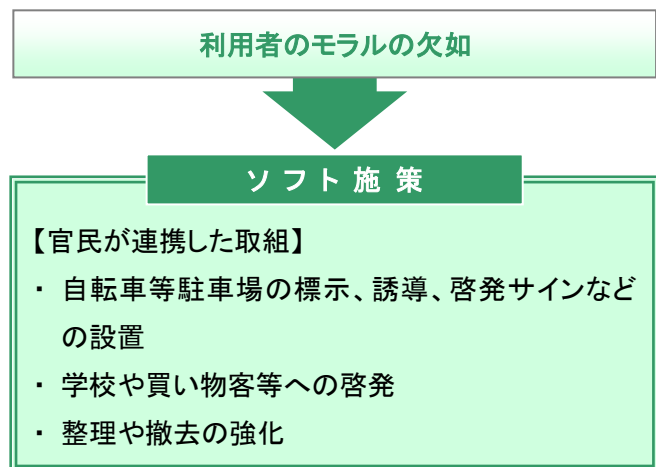 利用者のモラルの欠如
ソフト施策
【官民が連携した取組】
・ 自転車等駐車場の標示、誘導、啓発サインなど
の設置
・ 学校や買い物客等への啓発
・ 整理や撤去の強化